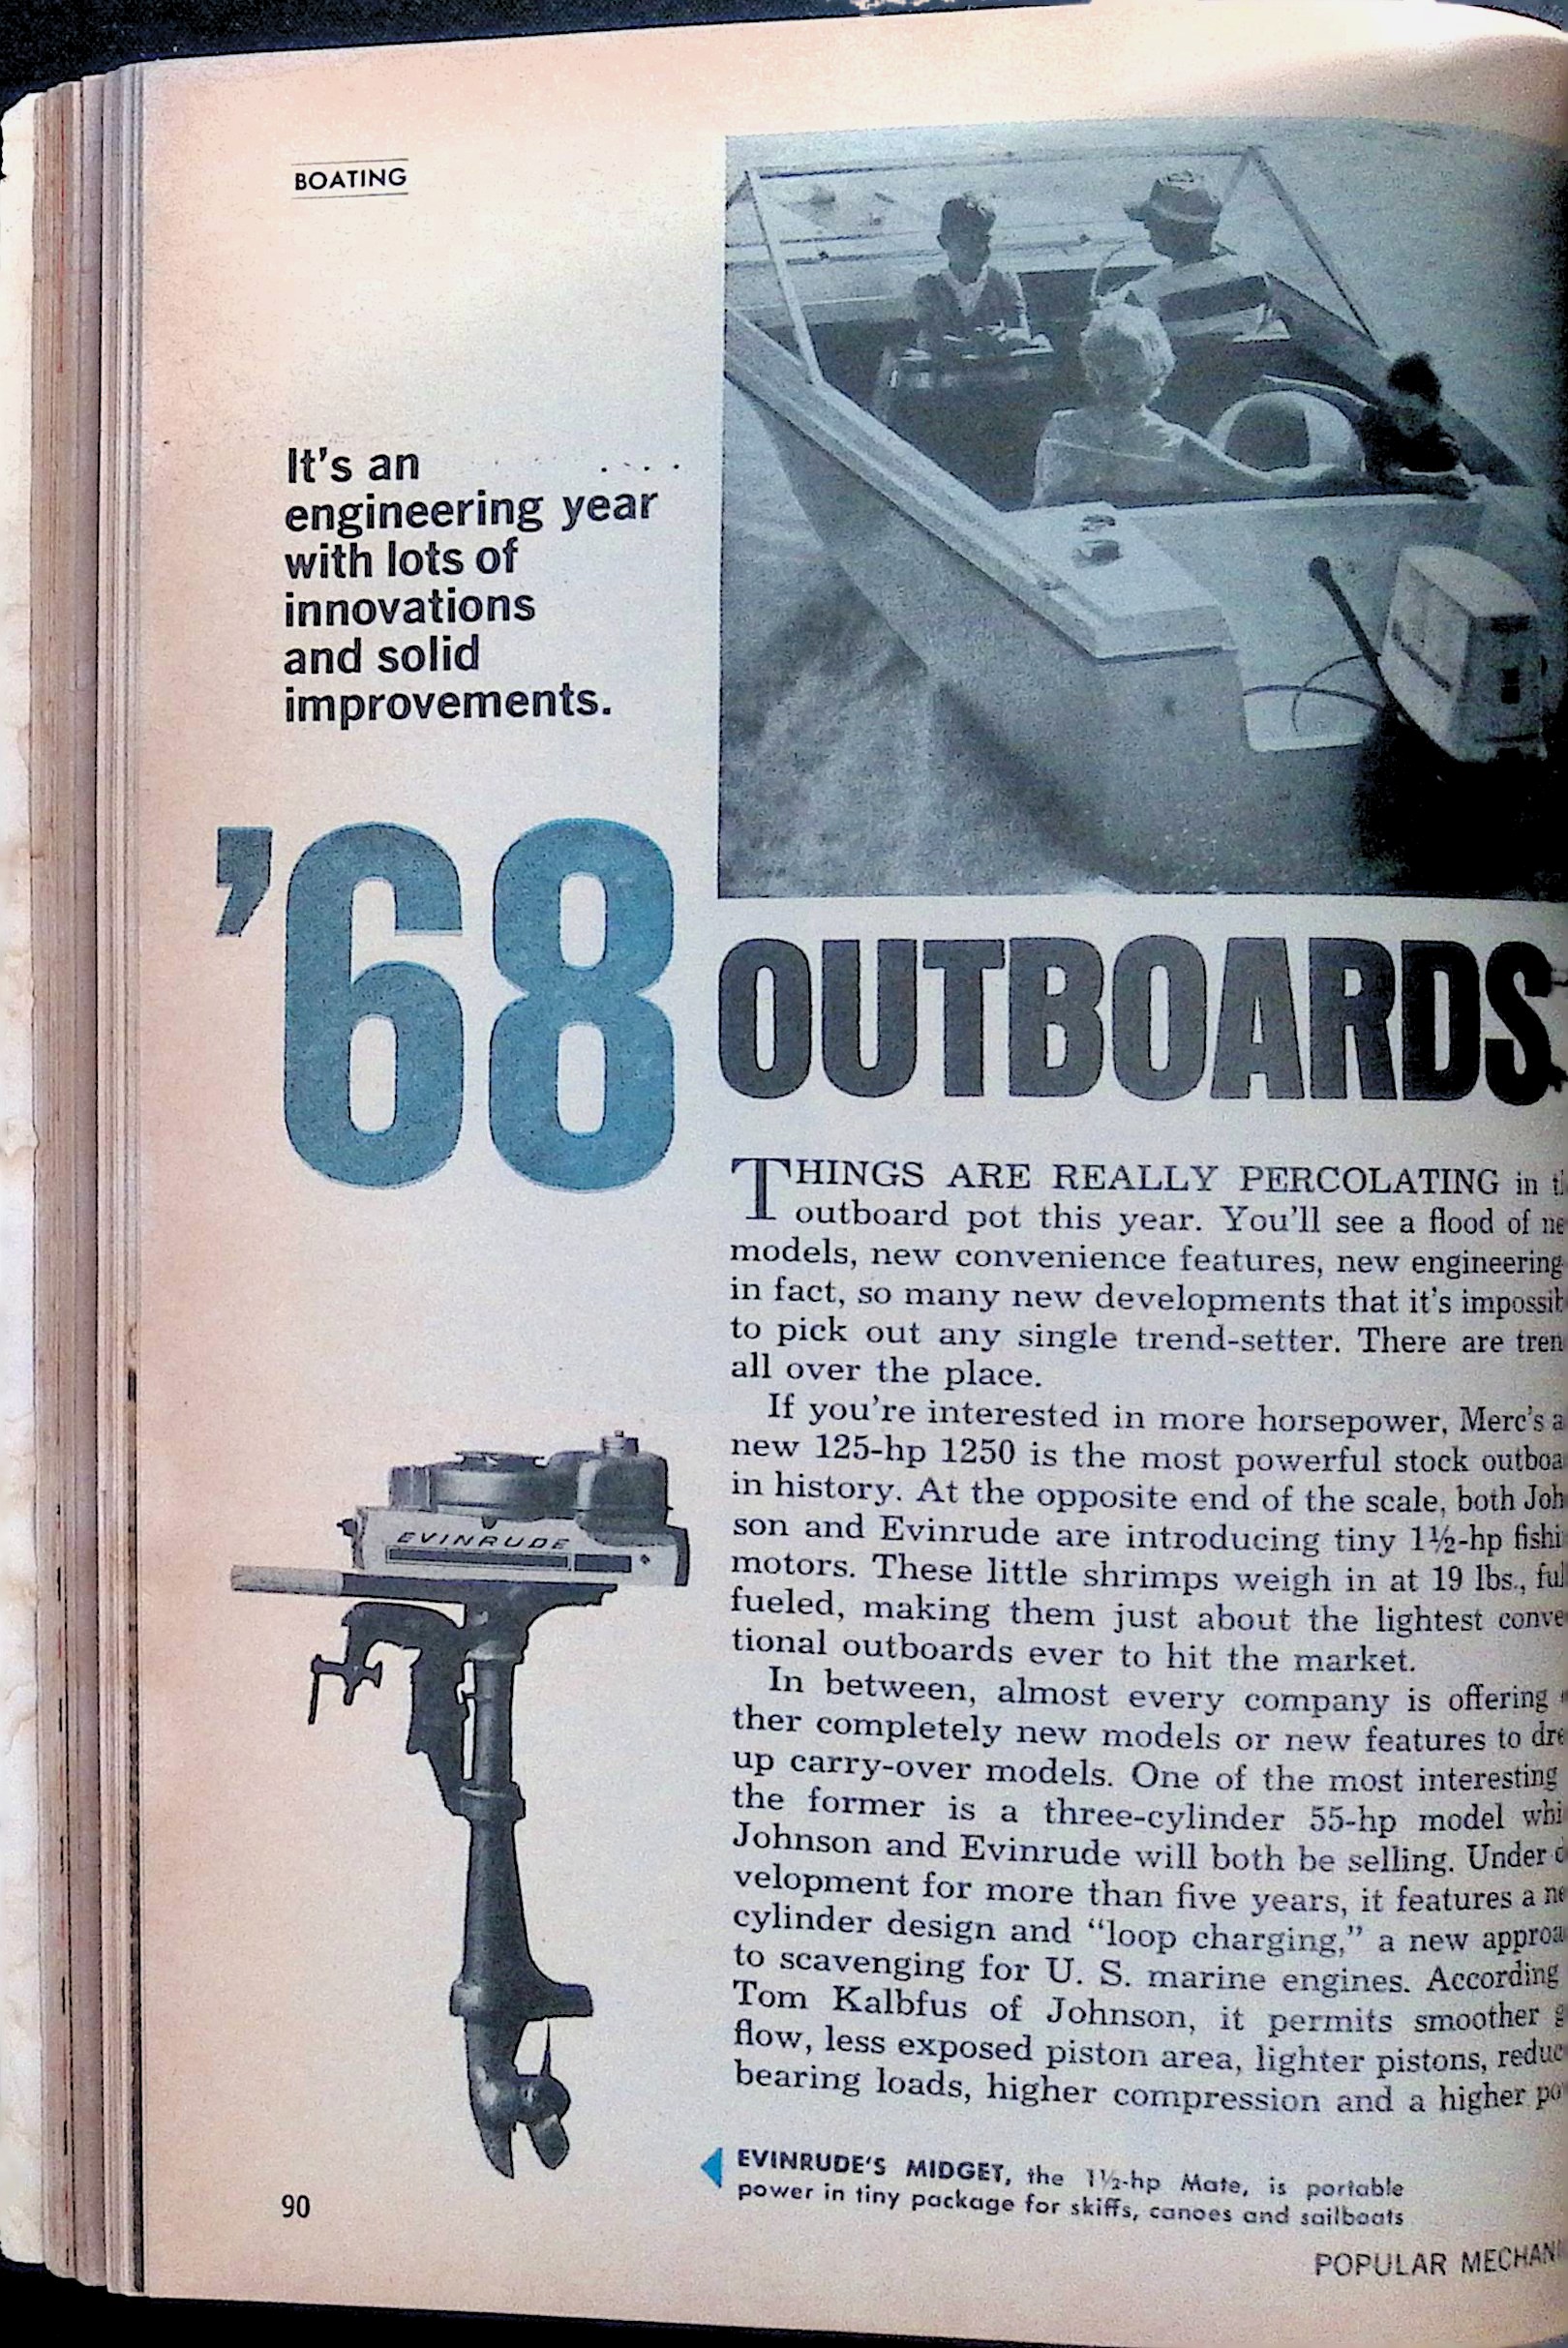 BOATING
It's an
engineering year
with lots of
innovations
and solid
improvements.
'68 OUTBOARDS
THINGS ARE REALLY PERCOLATING in
outboard pot this year. You'll see a flood of
models, new convenience features, new engineering
in fact, so many new developments that it's
to pick out any single trend-setter. There are
all over the place.
If you're interested in more horsepower, Merc's
new 125-hp 1250 is the most powerful stock
in history. At the opposite end of the scale, both Joh
son and Evinrude are introducing tiny 1½-hp
motors. These little shrimps weigh in at 19 lbs.,
fueled, making them just about the lightest conve
tional outboards ever to hit the market.
In between, almost every company is offering
ther completely new models or new features to
up carry-over models. One of the most interesting
the former is a three-cylinder 55-hp model
Johnson and Evinrude will both be selling. Under
velopment for more than five years, it features a
cylinder design and "loop charging," a new
to scavenging for U. S. marine engines. According
Tom Kalbfus of Johnson, it permits smoother
flow, less exposed piston area, lighter pistons,
bearing loads, higher compression and a higher
EVINRUDE
EVINRUDE'S MIDGET, the 1½-hp Mate, is portable
power in tiny package for skiffs, canoes and sailboats
90
POPULAR MECHANI